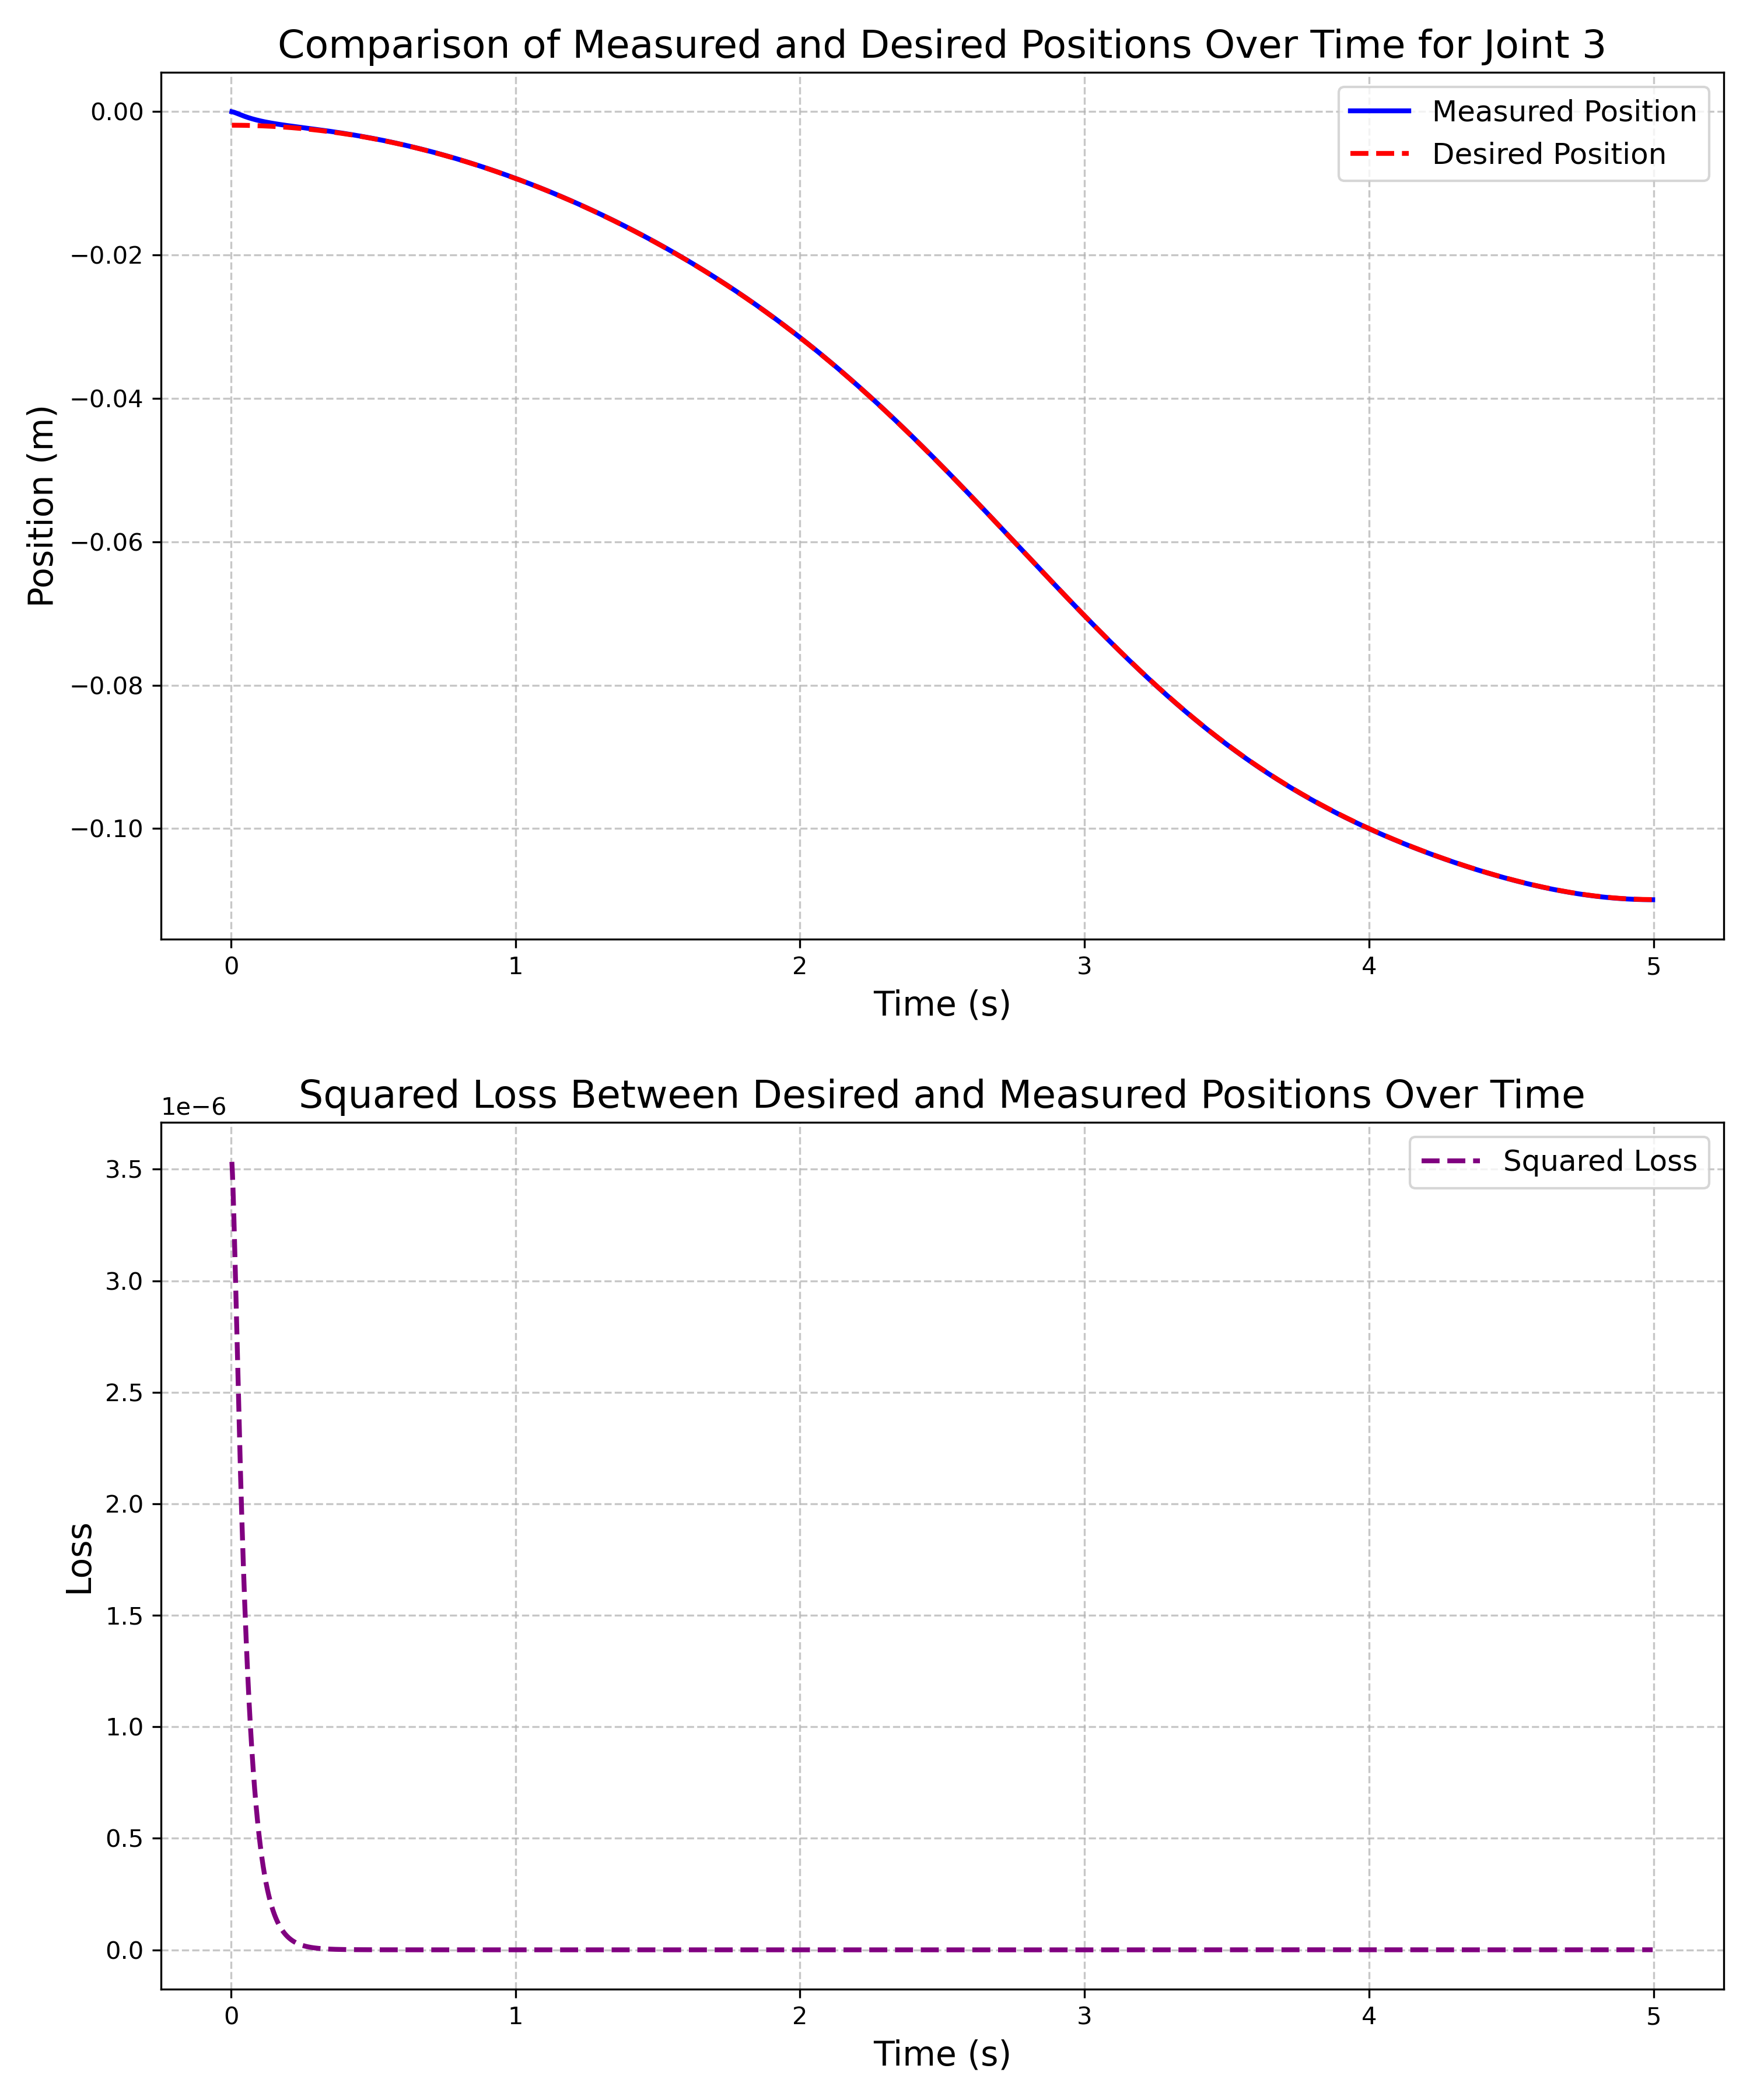 Comparison of Measured and Desired Positions Over Time for Joint 3
Measured Position
Desired Position
0.00
−0.02
−0.04
−0.06
−0.08
−0.10
Position (m)
0 1 2 3 4 5
Time (s)
Squared Loss Between Desired and Measured Positions Over Time
1e−6
Squared Loss
3.5
3.0
2.5
2.0
1.5
1.0
0.5
0.0
Loss
0 1 2 3 4 5
Time (s)